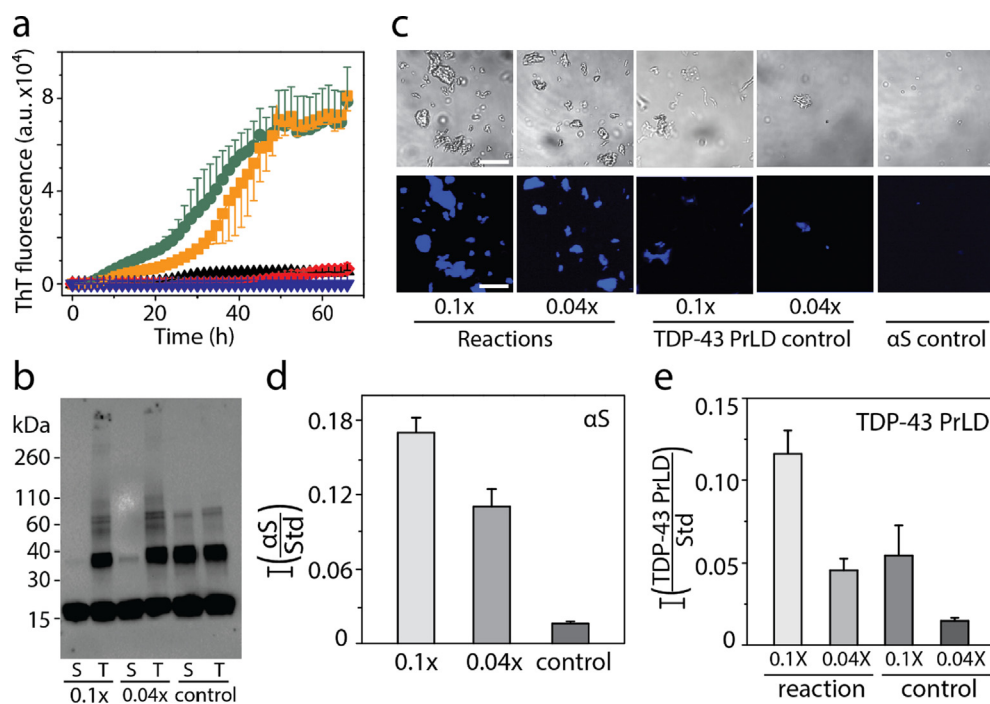 a
ThT fluorescence (a.u. x10⁴)
8
4
0
0 20 40 60
Time (h)
c
0.1x 0.04x 0.1x 0.04x
Reactions TDP-43 PrLD control αS control
b
kDa
260
110
60
40
30
15
S T S T S T
0.1x 0.04x control
d
αS
I(αS/Std)
0.18
0.12
0.06
0
0.1x 0.04x control
e
TDP-43 PrLD
I(TDP-43 PrLD/Std)
0.15
0.10
0.05
0
0.1X 0.04X 0.1X 0.04X
reaction control